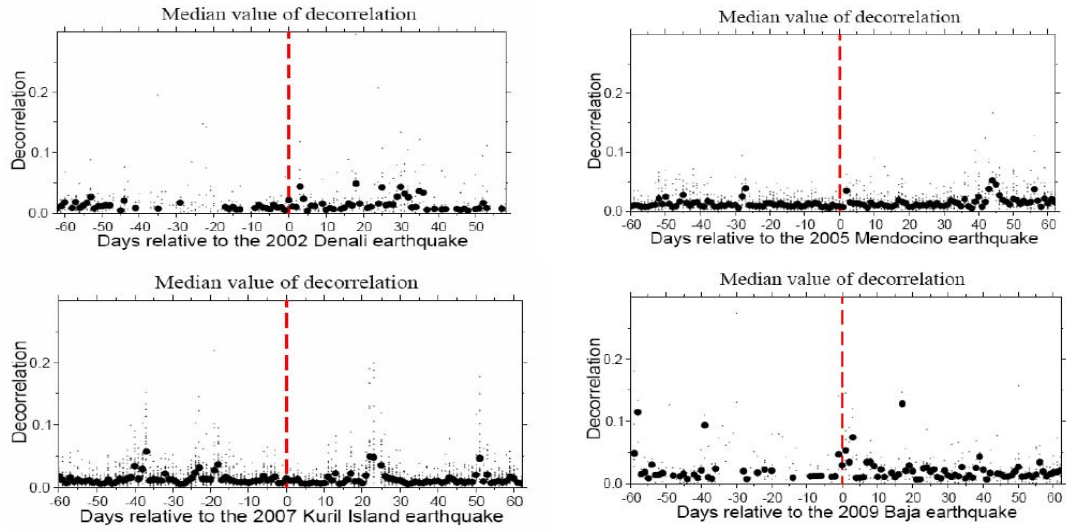 Median value of decorrelation
Decorrelation
0.2
0.1
0.0
-60 -50 -40 -30 -20 -10 0 10 20 30 40 50
Days relative to the 2002 Denali earthquake
Median value of decorrelation
Decorrelation
0.2
0.1
0.0
-60 -50 -40 -30 -20 -10 0 10 20 30 40 50 60
Days relative to the 2005 Mendocino earthquake
Median value of decorrelation
Decorrelation
0.2
0.1
0.0
-60 -50 -40 -30 -20 -10 0 10 20 30 40 50 60
Days relative to the 2007 Kuril Island earthquake
Median value of decorrelation
Decorrelation
0.2
0.1
0.0
-60 -50 -40 -30 -20 -10 0 10 20 30 40 50 60
Days relative to the 2009 Baja earthquake